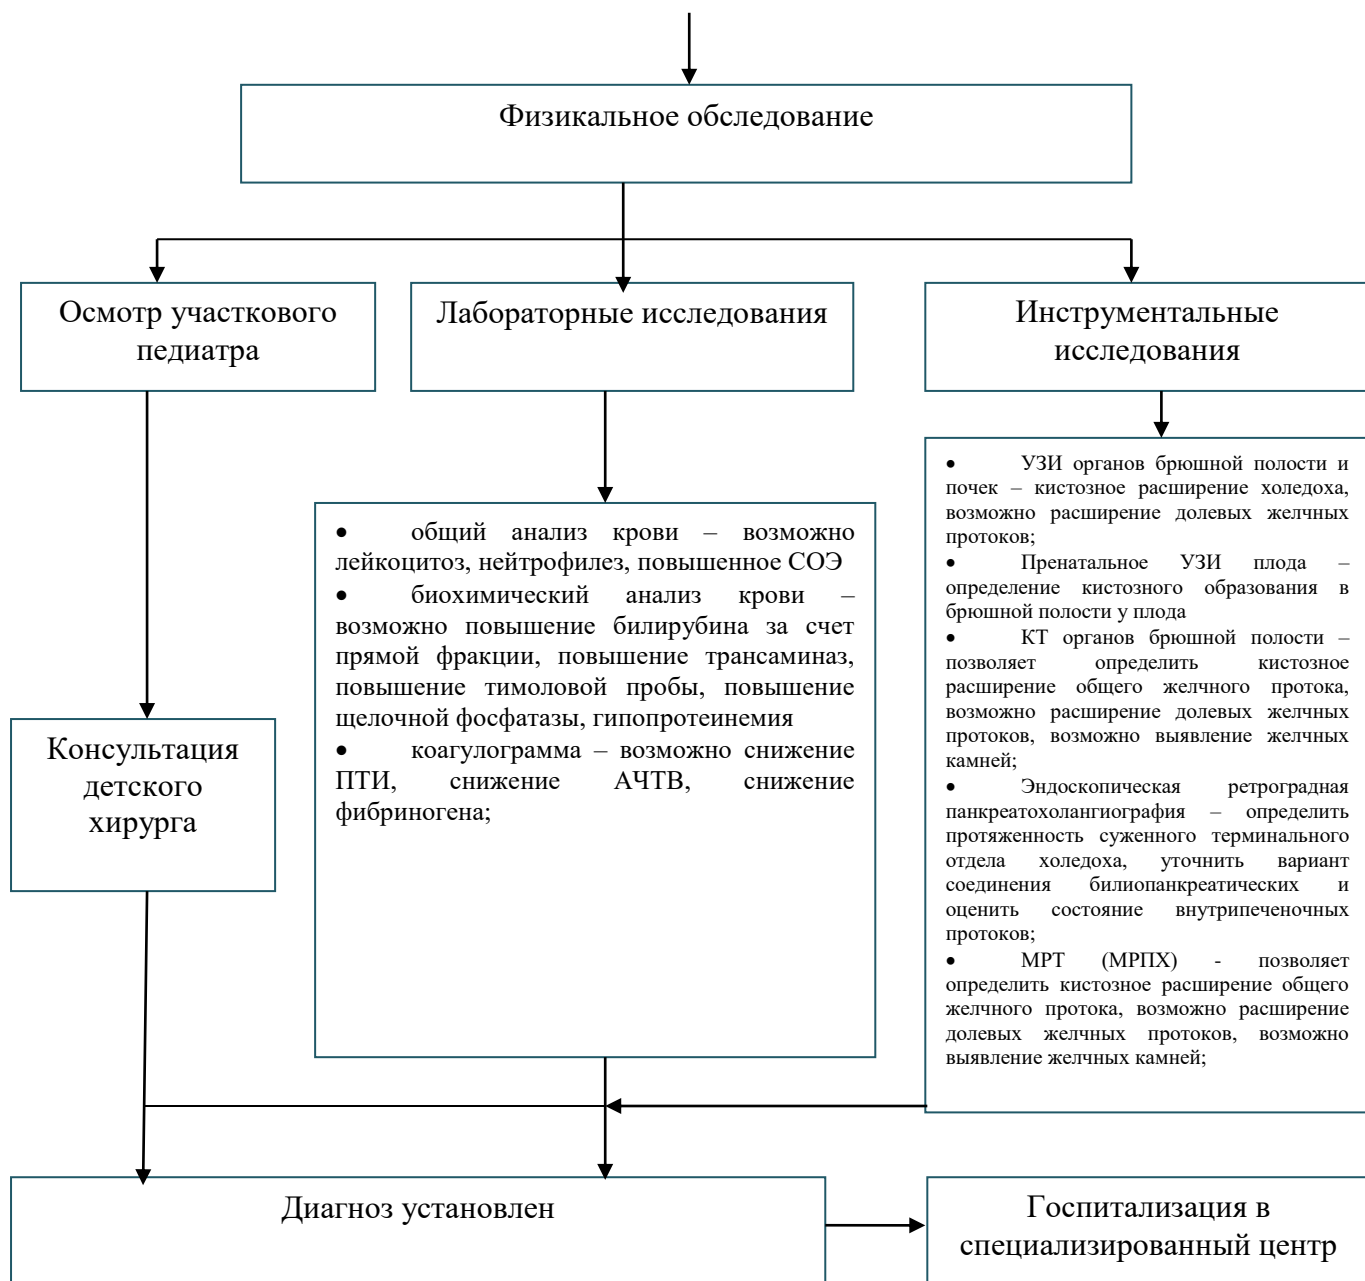 Физикальное обследование
Осмотр участкового
педиатра
Лабораторные исследования
Инструментальные
исследования
Консультация
детского
хирурга
• общий анализ крови – возможно
лейкоцитоз, нейтрофилез, повышенное СОЭ
• биохимический анализ крови –
возможно повышение билирубина за счет
прямой фракции, повышение трансаминаз,
повышение тимоловой пробы, повышение
щелочной фосфатазы, гипопротеинемия
• коагулограмма – возможно снижение
ПТИ, снижение АЧТВ, снижение
фибриногена;
• УЗИ органов брюшной полости и
почек – кистозное расширение холедоха,
возможно расширение долевых желчных
протоков;
• Пренатальное УЗИ плода –
определение кистозного образования в
брюшной полости у плода
• КТ органов брюшной полости –
позволяет определить кистозное
расширение общего желчного протока,
возможно расширение долевых желчных
протоков, возможно выявление желчных
камней;
• Эндоскопическая ретроградная
панкреатохолангиография – определить
протяженность суженного терминального
отдела холедоха, уточнить вариант
соединения билиопанкреатических и
оценить состояние внутрипеченочных
протоков;
• МРТ (МРПХ) - позволяет
определить кистозное расширение общего
желчного протока, возможно расширение
долевых желчных протоков, возможно
выявление желчных камней;
Диагноз установлен
Госпитализация в
специализированный центр